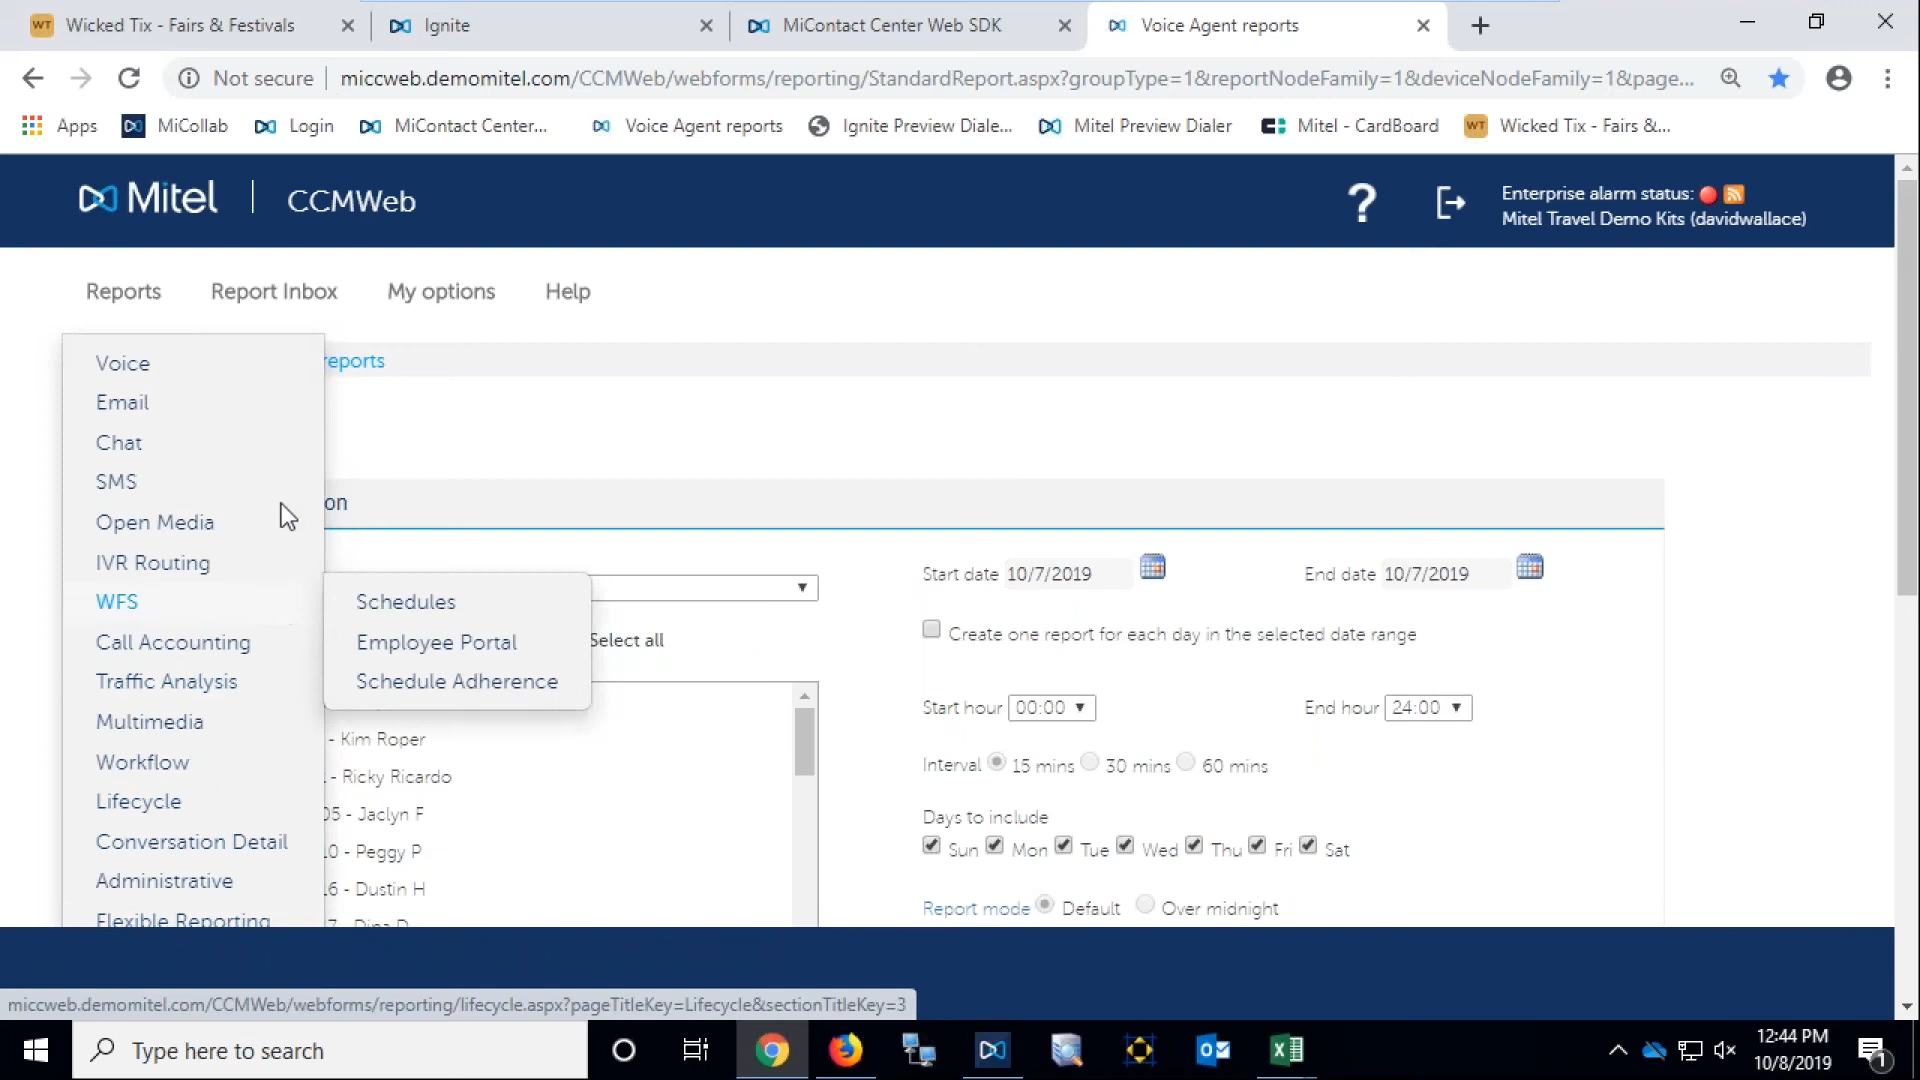 WT Wicked Tix - Fairs & Festivals
Ignite
MiContact Center Web SDK
Voice Agent reports
Not secure
miccweb.demomitel.com/CCMWeb/webforms/reporting/StandardReport.aspx?groupType=1&reportNodeFamily=1&deviceNodeFamily=1&page...
Apps
MiCollab
Login
MiContact Center...
Voice Agent reports
Ignite Preview Diale...
Mitel Preview Dialer
Mitel - CardBoard
WT Wicked Tix - Fairs &...
Mitel | CCMWeb
?
Enterprise alarm status:
Mitel Travel Demo Kits (davidwallace)
Reports
Report Inbox
My options
Help
reports
Voice
Email
Chat
SMS
Open Media
IVR Routing
WFS
Call Accounting
Traffic Analysis
Multimedia
Workflow
Lifecycle
Conversation Detail
Administrative
Flexible Reporting
Schedules
Employee Portal
Schedule Adherence
on
Select all
- Kim Roper
- Ricky Ricardo
05 - Jaclyn F
10 - Peggy P
16 - Dustin H
Start date 10/7/2019
End date 10/7/2019
Create one report for each day in the selected date range
Start hour 00:00
End hour 24:00
Interval 15 mins 30 mins 60 mins
Days to include
Sun Mon Tue Wed Thu Fri Sat
Report mode Default Over midnight
miccweb.demomitel.com/CCMWeb/webforms/reporting/lifecycle.aspx?pageTitleKey=Lifecycle&sectionTitleKey=3
Type here to search
12:44 PM
10/8/2019
1